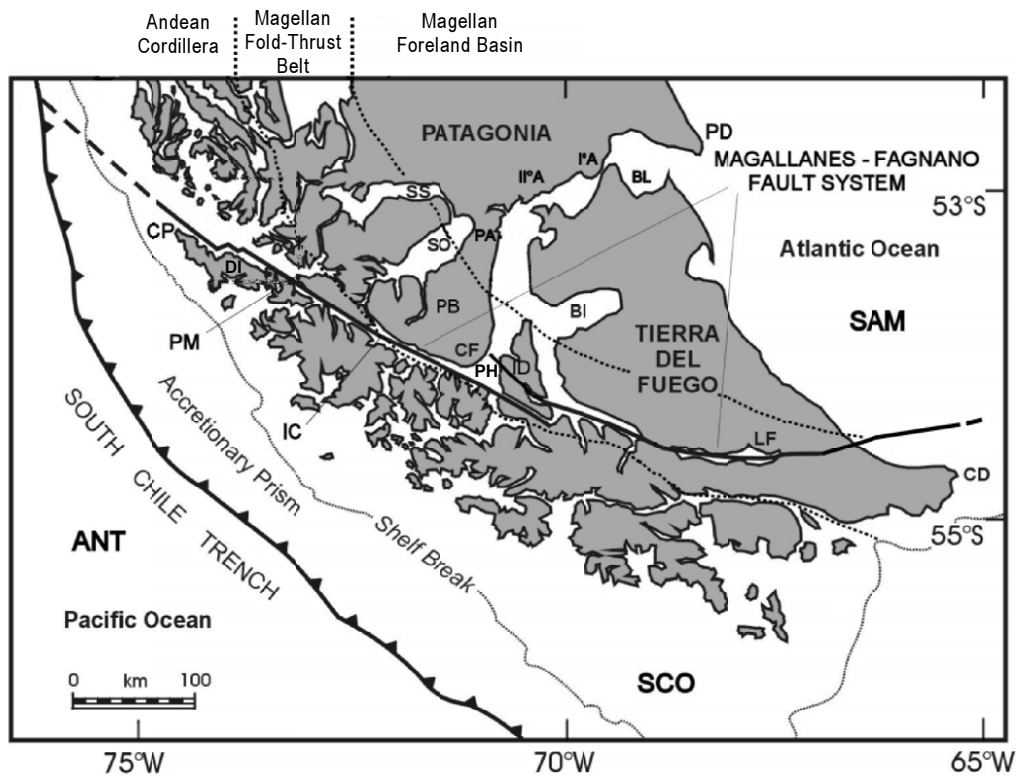 Andean
Cordillera
Magellan
Fold-Thrust
Belt
Magellan
Foreland Basin
PATAGONIA
PD
I°A
II°A
BL
MAGALLANES - FAGNANO
FAULT SYSTEM
SS
53°S
CP
SO
PA
Atlantic Ocean
DI
PB
BI
SAM
PM
TIERRA
DEL
FUEGO
CF
PH
ID
IC
LF
CD
Accretionary Prism
Shelf Break
SOUTH
CHILE
TRENCH
ANT
55°S
Pacific Ocean
SCO
0 km 100
75°W
70°W
65°W